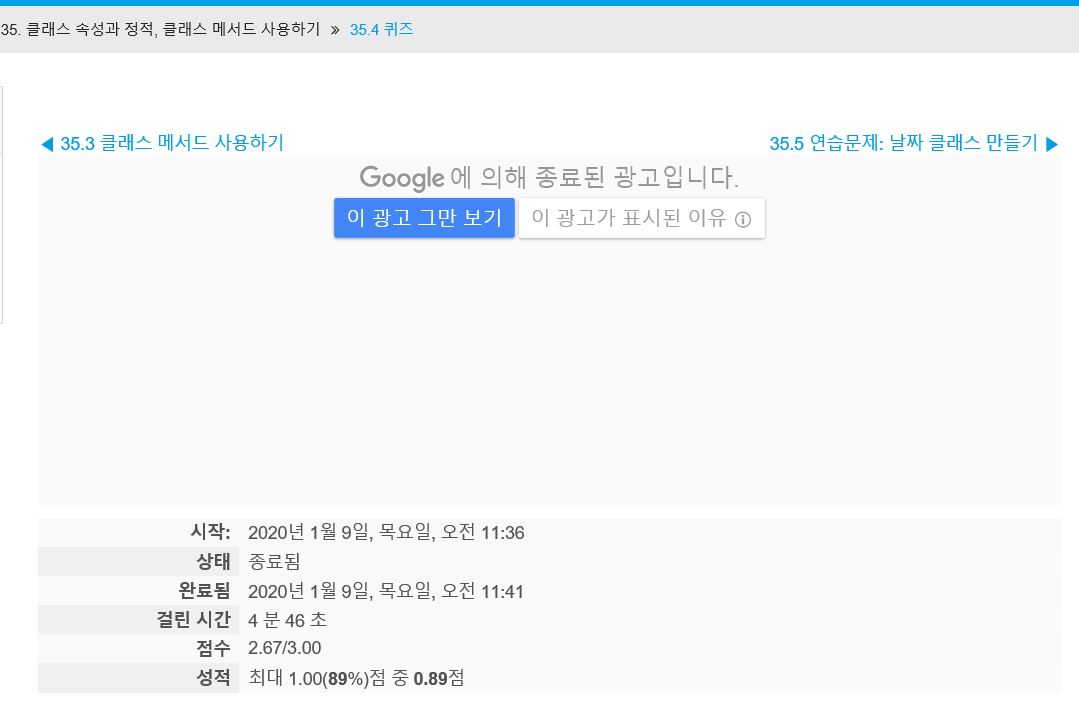 35. 클래스 속성과 정적, 클래스 메서드 사용하기 » 35.4 퀴즈
◀ 35.3 클래스 메서드 사용하기 35.5 연습문제: 날짜 클래스 만들기 ▶
Google에 의해 종료된 광고입니다.
이 광고 그만 보기 이 광고가 표시된 이유
시작: 2020년 1월 9일, 목요일, 오전 11:36
상태 종료됨
완료됨 2020년 1월 9일, 목요일, 오전 11:41
걸린 시간 4 분 46 초
점수 2.67/3.00
성적 최대 1.00(89%)점 중 0.89점